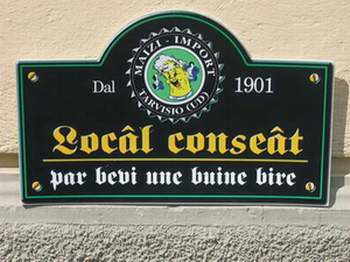 MAIZI - IMPORT
TARVISIO (UD)
Dal 1901
Locâl conseât
par bevi une buine bire